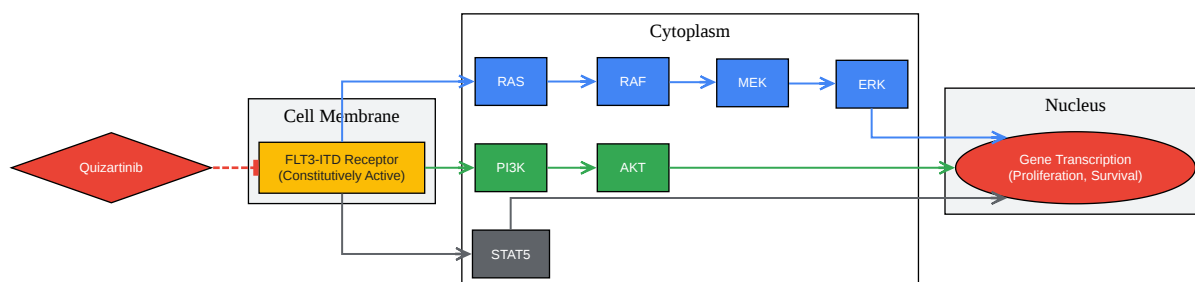 Cytoplasm
RAS
RAF
MEK
ERK
Cell Membrane
Nucleus
Quizartinib
FLT3-ITD Receptor
(Constitutively Active)
PI3K
AKT
Gene Transcription
(Proliferation, Survival)
STAT5